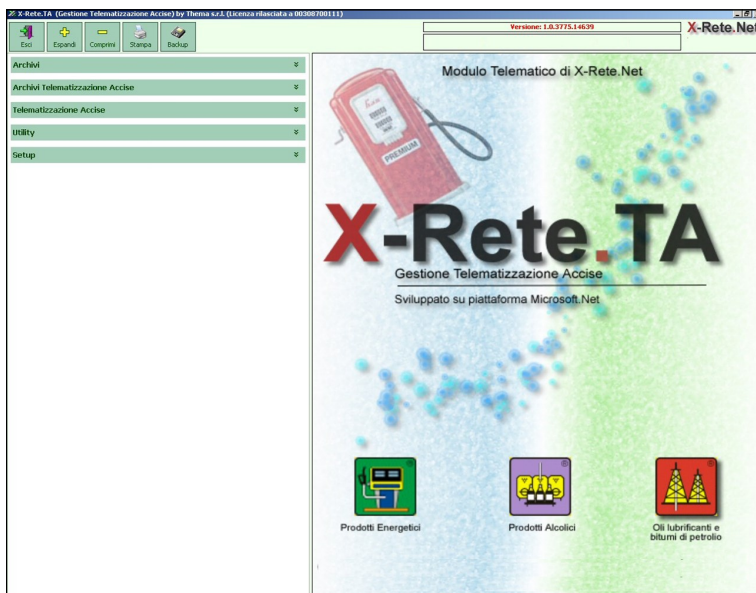 X-Rete.TA (Gestione Telematizzazione Accise) by Thema s.r.l. (Licenza rilasciata a 00308700111)
Esci
Espandi
Comprimi
Stampa
Backup
Versione: 1.0.3775.14639
X-Rete.Net
Archivi
Archivi Telematizzazione Accise
Telematizzazione Accise
Utility
Setup
Modulo Telematico di X-Rete.Net
PREMIUM
X-Rete.TA
Gestione Telematizzazione Accise
Sviluppato su piattaforma Microsoft.Net
Prodotti Energetici
Prodotti Alcolici
Oli lubrificanti e
bitumi di petrolio